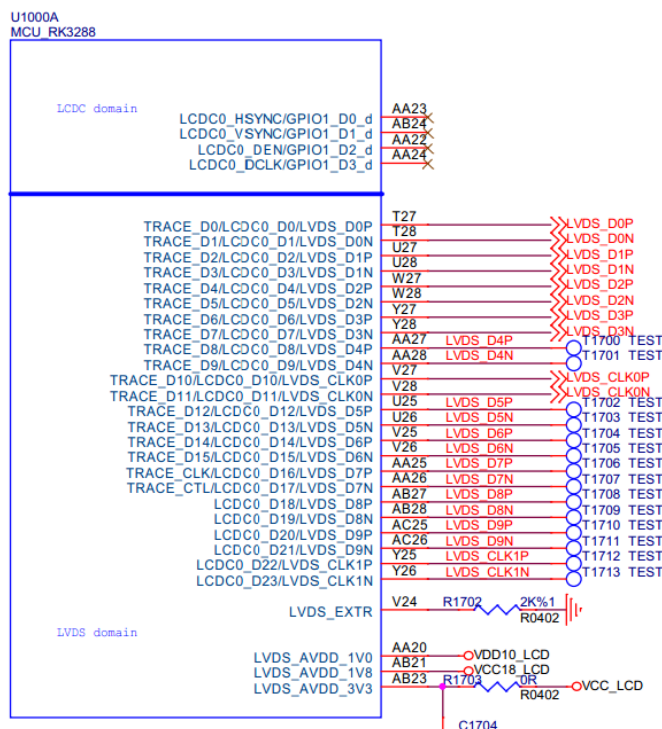 U1000A
MCU_RK3288
LCDC domain
LCDC0_HSYNC/GPIO1_D0_d AA23
LCDC0_VSYNC/GPIO1_D1_d AB24
LCDC0_DEN/GPIO1_D2_d AA22
LCDC0_DCLK/GPIO1_D3_d AA24
TRACE_D0/LCDC0_D0/LVDS_D0P T27 LVDS_D0P
TRACE_D1/LCDC0_D1/LVDS_D0N T28 LVDS_D0N
TRACE_D2/LCDC0_D2/LVDS_D1P U27 LVDS_D1P
TRACE_D3/LCDC0_D3/LVDS_D1N U28 LVDS_D1N
TRACE_D4/LCDC0_D4/LVDS_D2P W27 LVDS_D2P
TRACE_D5/LCDC0_D5/LVDS_D2N W28 LVDS_D2N
TRACE_D6/LCDC0_D6/LVDS_D3P Y27 LVDS_D3P
TRACE_D7/LCDC0_D7/LVDS_D3N Y28 LVDS_D3N
TRACE_D8/LCDC0_D8/LVDS_D4P AA27 LVDS_D4P T1700 TEST
TRACE_D9/LCDC0_D9/LVDS_D4N AA28 LVDS_D4N T1701 TEST
TRACE_D10/LCDC0_D10/LVDS_CLK0P V27 LVDS_CLK0P
TRACE_D11/LCDC0_D11/LVDS_CLK0N V28 LVDS_CLK0N
TRACE_D12/LCDC0_D12/LVDS_D5P U25 LVDS_D5P T1702 TEST
TRACE_D13/LCDC0_D13/LVDS_D5N U26 LVDS_D5N T1703 TEST
TRACE_D14/LCDC0_D14/LVDS_D6P V25 LVDS_D6P T1704 TEST
TRACE_D15/LCDC0_D15/LVDS_D6N V26 LVDS_D6N T1705 TEST
TRACE_CLK/LCDC0_D16/LVDS_D7P AA25 LVDS_D7P T1706 TEST
TRACE_CTL/LCDC0_D17/LVDS_D7N AA26 LVDS_D7N T1707 TEST
LCDC0_D18/LVDS_D8P AB27 LVDS_D8P T1708 TEST
LCDC0_D19/LVDS_D8N AB28 LVDS_D8N T1709 TEST
LCDC0_D20/LVDS_D9P AC25 LVDS_D9P T1710 TEST
LCDC0_D21/LVDS_D9N AC26 LVDS_D9N T1711 TEST
LCDC0_D22/LVDS_CLK1P Y25 LVDS_CLK1P T1712 TEST
LCDC0_D23/LVDS_CLK1N Y26 LVDS_CLK1N T1713 TEST
LVDS_EXTR V24 R1702 2K%1
R0402
LVDS domain
LVDS_AVDD_1V0 AA20 VDD10_LCD
LVDS_AVDD_1V8 AB21 VCC18_LCD
LVDS_AVDD_3V3 AB23 R1703 0R VCC_LCD
R0402
C1704